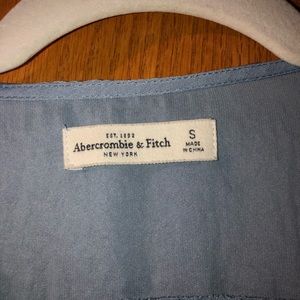 EST. 1892
Abercrombie & Fitch
NEW YORK
S
MADE
IN CHINA